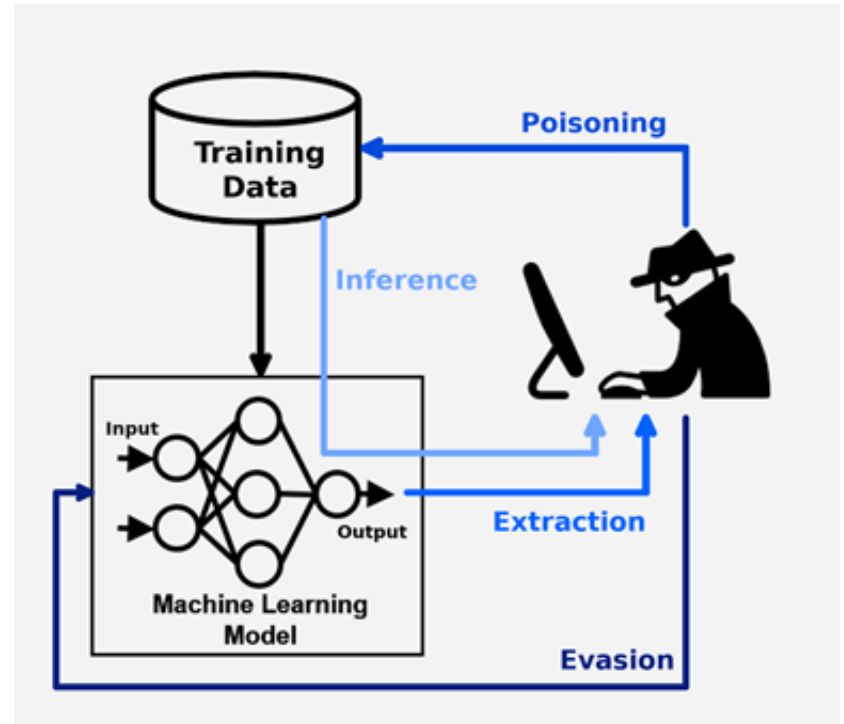 Poisoning
Training
Data
Inference
Input
Output
Extraction
Machine Learning
Model
Evasion